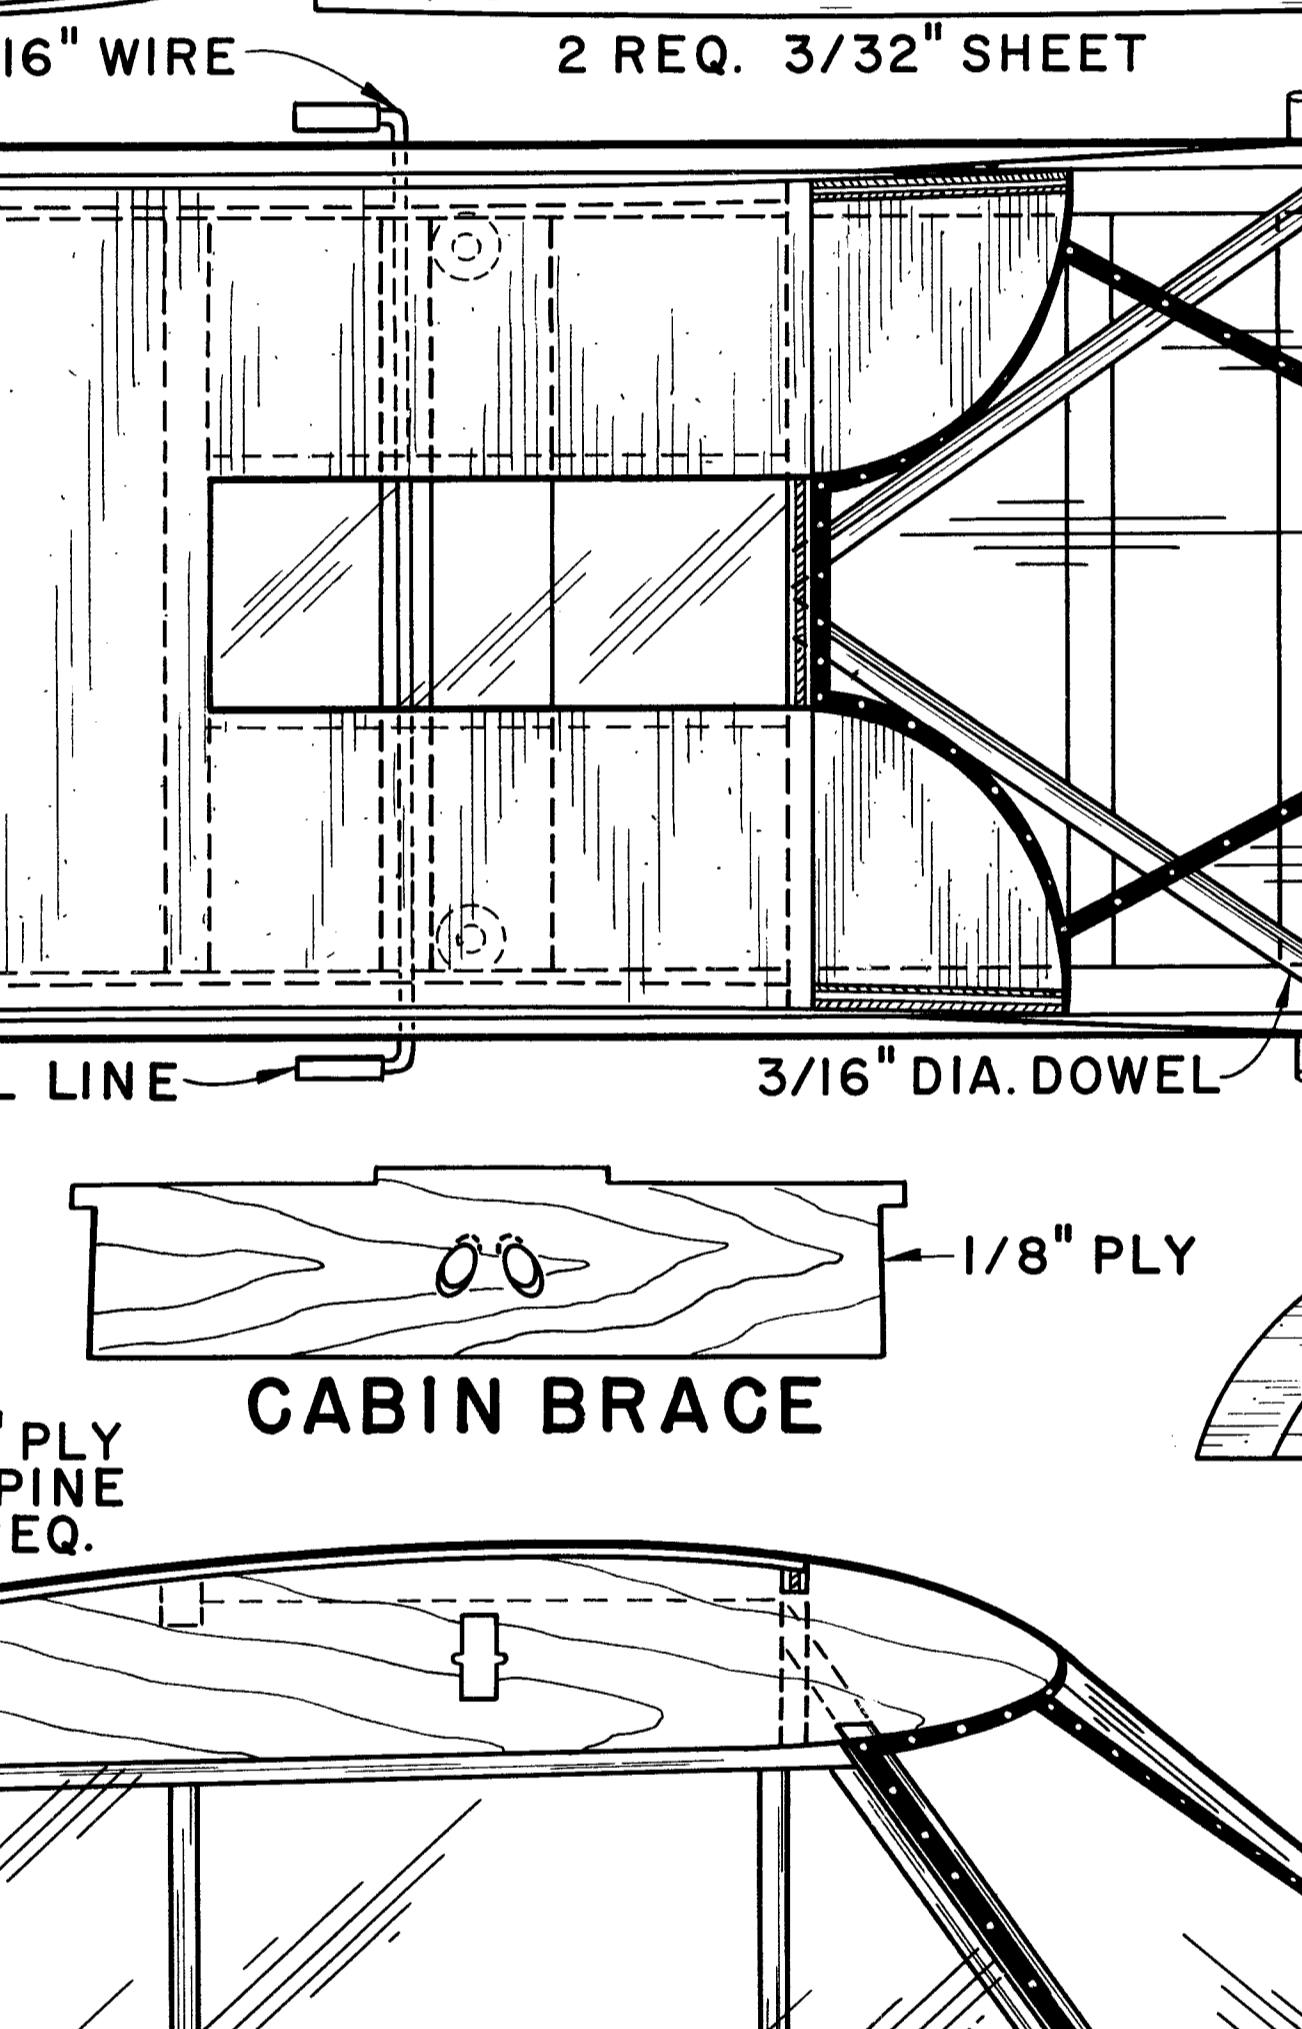 16" WIRE
2 REQ. 3/32" SHEET
LINE
3/16" DIA. DOWEL
1/8" PLY
CABIN BRACE
" PLY
PINE
EQ.